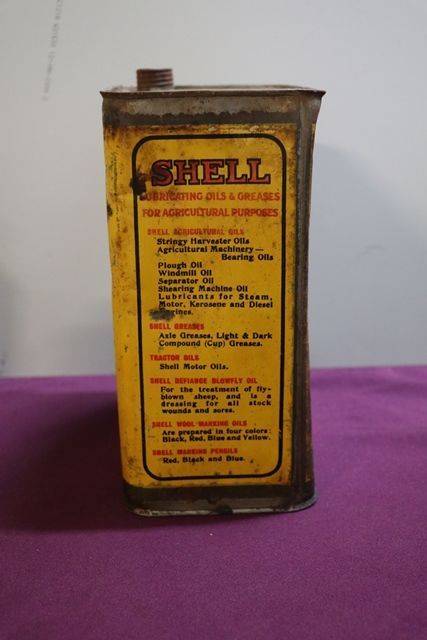 SHELL
LUBRICATING OILS & GREASES
FOR AGRICULTURAL PURPOSES
SHELL AGRICULTURAL OILS
Stringy Harvester Oils
Agricultural Machinery—
Bearing Oils
Plough Oil
Windmill Oil
Separator Oil
Shearing Machine Oil
Lubricants for Steam,
Motor, Kerosene and Diesel
Engines.
SHELL GREASES
Axle Greases, Light & Dark
Compound (Cup) Greases.
TRACTOR OILS
Shell Motor Oils.
SHELL DEFIANCE BLOWFLY OIL
For the treatment of fly-
blown sheep, and is a
dressing for all stock
wounds and sores.
SHELL WOOL MARKING OILS
Are prepared in four colors:
Black, Red, Blue and Yellow.
SHELL MARKING PENCILS
Red, Black and Blue.